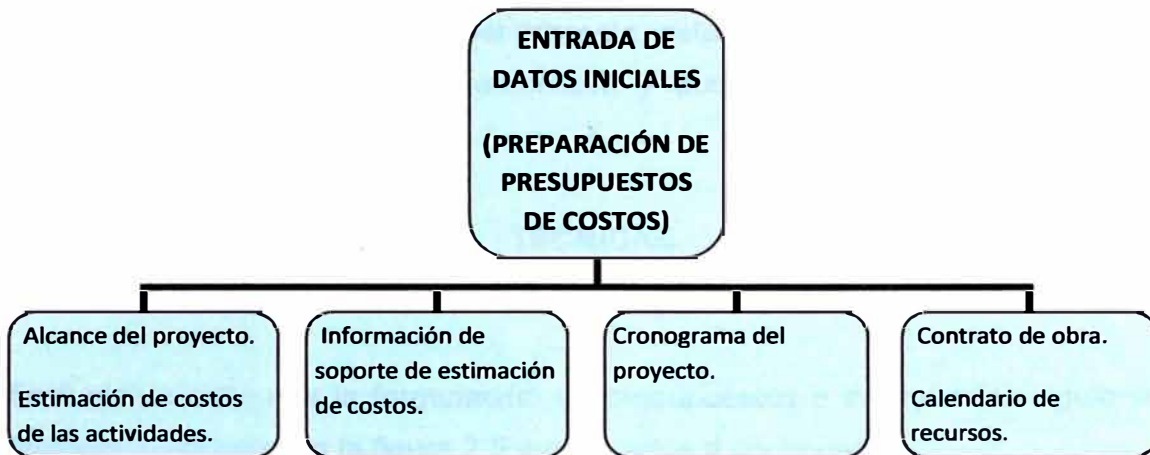 ENTRADA DE
DATOS INICIALES
(PREPARACIÓN DE
PRESUPUESTOS
DE COSTOS)
Alcance del proyecto.
Estimación de costos
de las actividades.
Información de
soporte de estimación
de costos.
Cronograma del
proyecto.
Contrato de obra.
Calendario de
recursos.